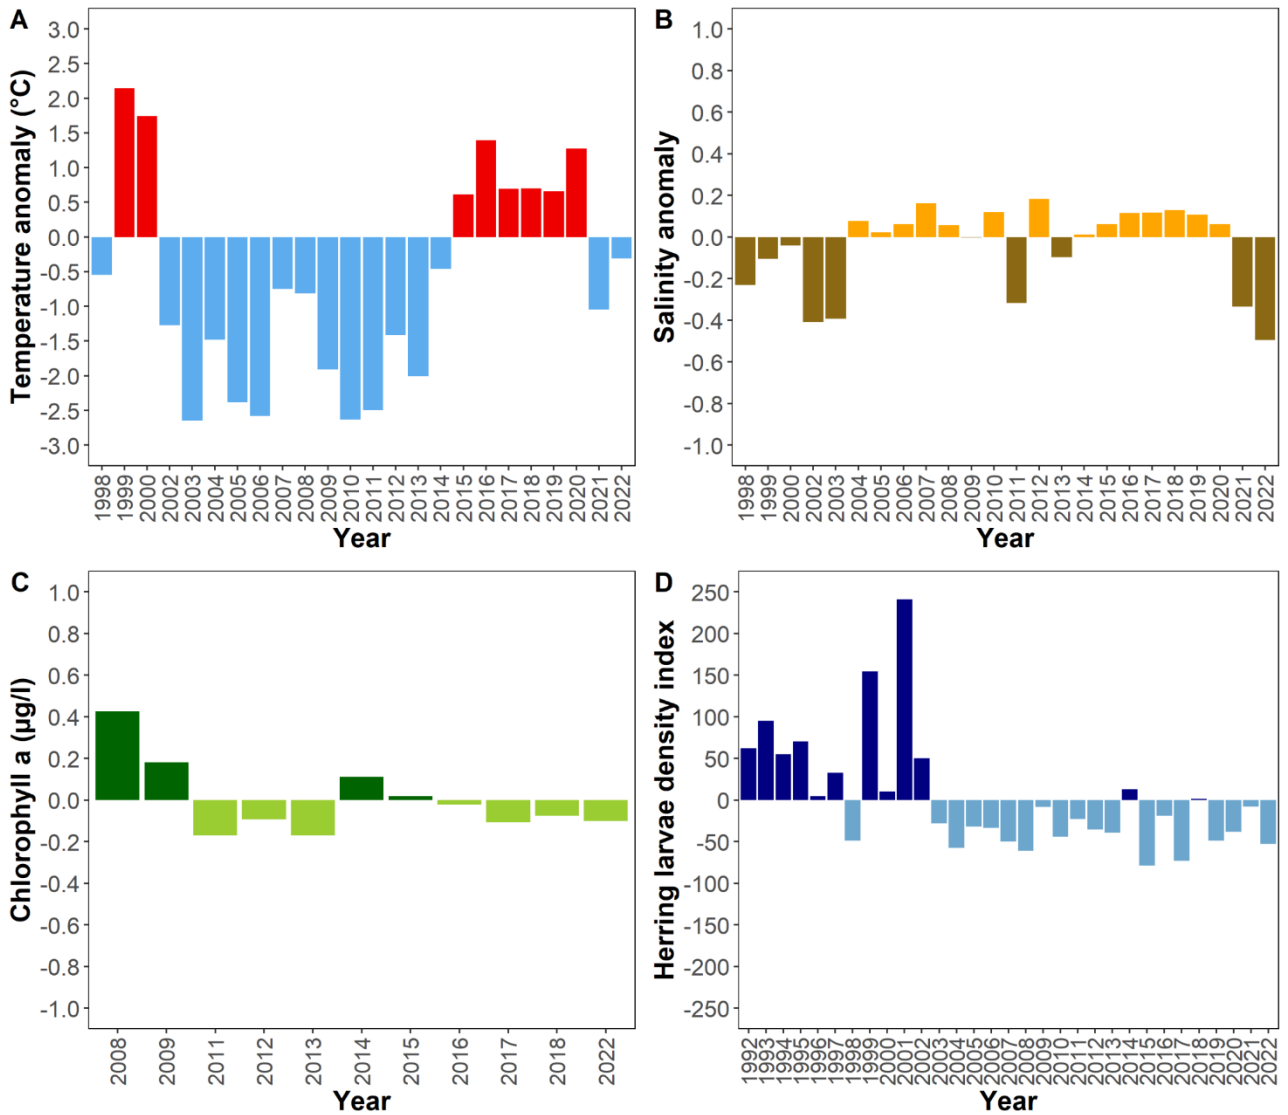 A
Temperature anomaly (°C)
3.0
2.5
2.0
1.5
1.0
0.5
0.0
-0.5
-1.0
-1.5
-2.0
-2.5
-3.0
1998 1999 2000 2002 2003 2004 2005 2006 2007 2008 2009 2010 2011 2012 2013 2014 2015 2016 2017 2018 2019 2020 2021 2022
Year
B
Salinity anomaly
1.0
0.8
0.6
0.4
0.2
0.0
-0.2
-0.4
-0.6
-0.8
-1.0
1998 1999 2000 2002 2003 2004 2005 2006 2007 2008 2009 2010 2011 2012 2013 2014 2015 2016 2017 2018 2019 2020 2021 2022
Year
C
Chlorophyll a (µg/l)
1.0
0.8
0.6
0.4
0.2
0.0
-0.2
-0.4
-0.6
-0.8
-1.0
2008 2009 2011 2012 2013 2014 2015 2016 2017 2018 2022
Year
D
Herring larvae density index
250
200
150
100
50
0
-50
-100
-150
-200
-250
1992 1993 1994 1995 1996 1997 1998 1999 2000 2001 2002 2003 2004 2005 2006 2007 2008 2009 2010 2011 2012 2013 2014 2015 2016 2017 2018 2019 2020 2021 2022
Year